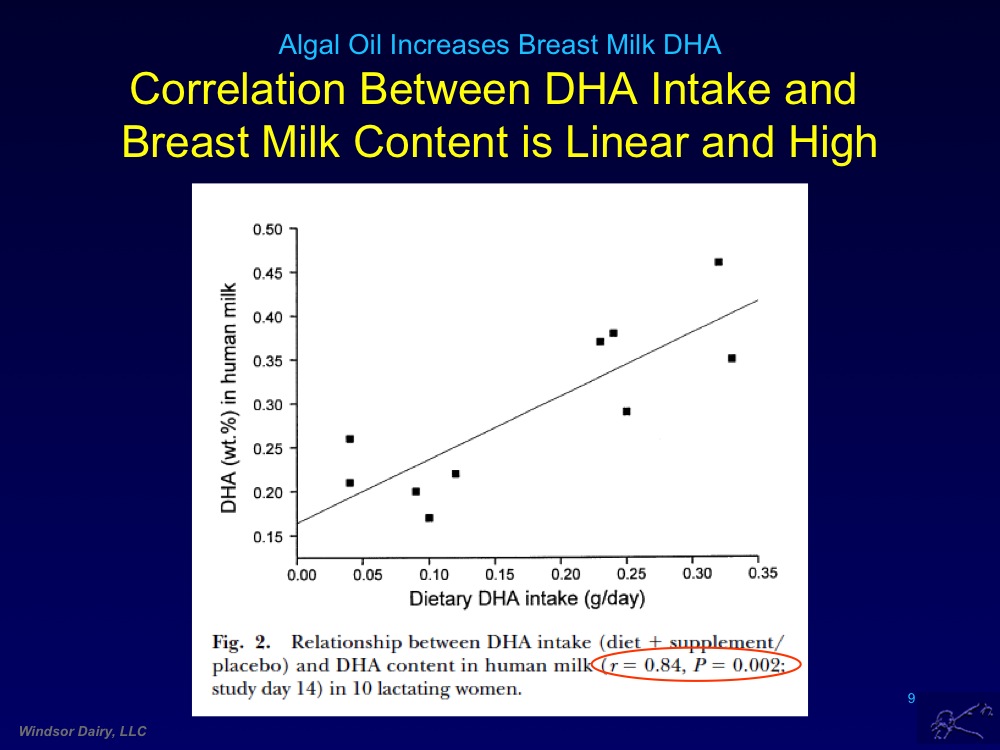 Algal Oil Increases Breast Milk DHA
Correlation Between DHA Intake and
Breast Milk Content is Linear and High
DHA (wt.%) in human milk
0.50
0.45
0.40
0.35
0.30
0.25
0.20
0.15
0.00 0.05 0.10 0.15 0.20 0.25 0.30 0.35
Dietary DHA intake (g/day)
Fig. 2. Relationship between DHA intake (diet + supplement/
placebo) and DHA content in human milk (r = 0.84, P = 0.002;
study day 14) in 10 lactating women.
9
Windsor Dairy, LLC